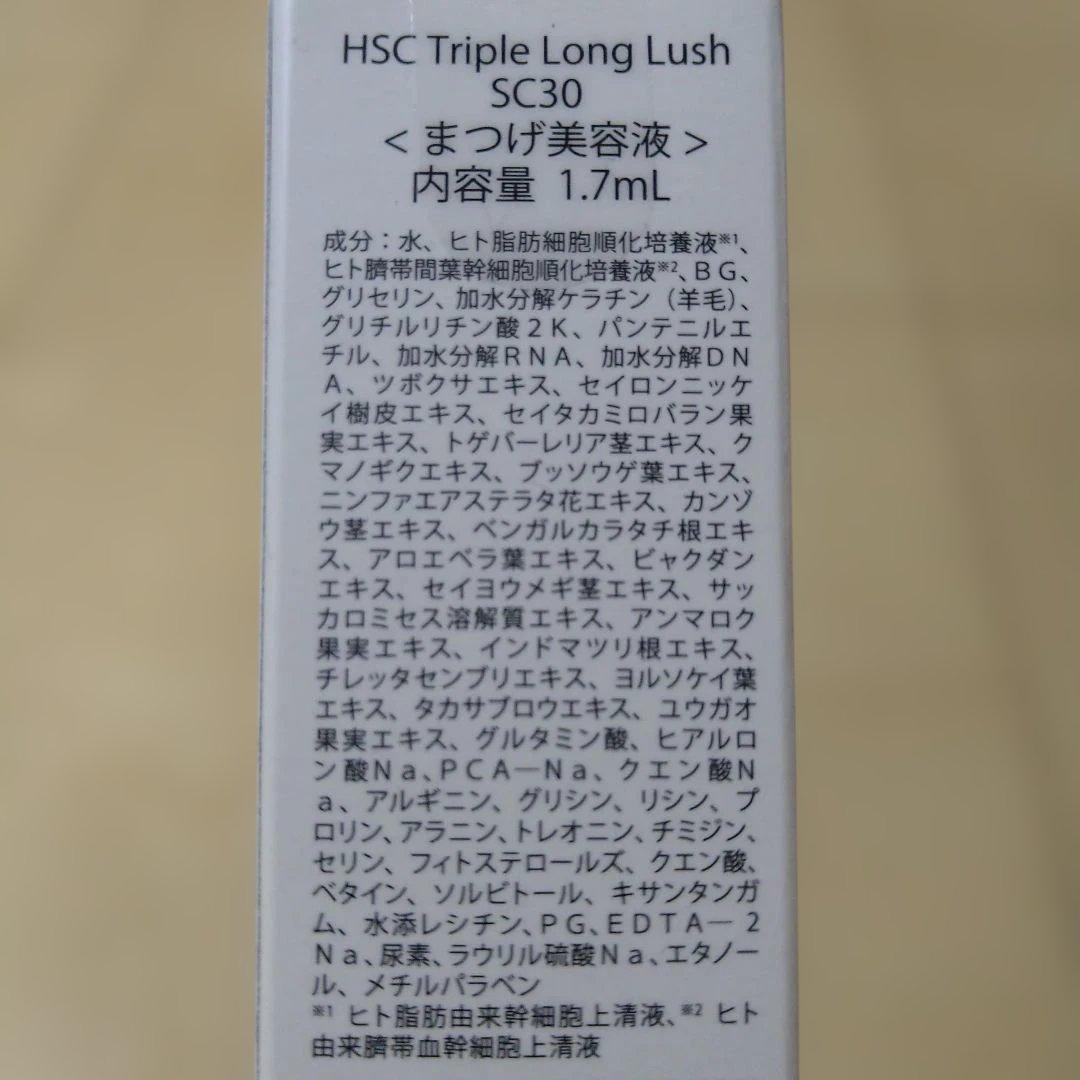 HSC Triple Long Lush
SC30
< まつげ美容液 >
内容量 1.7mL
成分：水、ヒト脂肪細胞順化培養液※1、
ヒト臍帯間葉幹細胞順化培養液※2、ＢＧ、
グリセリン、加水分解ケラチン（羊毛）、
グリチルリチン酸２Ｋ、パンテニルエ
チル、加水分解ＲＮＡ、加水分解ＤＮ
Ａ、ツボクサエキス、セイロンニッケ
イ樹皮エキス、セイタカミロバラン果
実エキス、トゲバーレリア茎エキス、ク
マノギクエキス、ブッソウゲ葉エキス、
ニンファエアステラタ花エキス、カンゾ
ウ茎エキス、ベンガルカラタチ根エキ
ス、アロエベラ葉エキス、ビャクダン
エキス、セイヨウメギ茎エキス、サッ
カロミセス溶解質エキス、アンマロク
果実エキス、インドマツリ根エキス、
チレッタセンブリエキス、ヨルソケイ葉
エキス、タカサブロウエキス、ユウガオ
果実エキス、グルタミン酸、ヒアルロ
ン酸Ｎａ、ＰＣＡ―Ｎａ、クエン酸Ｎ
ａ、アルギニン、グリシン、リシン、プ
ロリン、アラニン、トレオニン、チミジン、
セリン、フィトステロールズ、クエン酸、
ベタイン、ソルビトール、キサンタンガ
ム、水添レシチン、ＰＧ、ＥＤＴＡ―２
Ｎａ、尿素、ラウリル硫酸Ｎａ、エタノー
ル、メチルパラベン
※1 ヒト脂肪由来幹細胞上清液、※2 ヒト
由来臍帯血幹細胞上清液